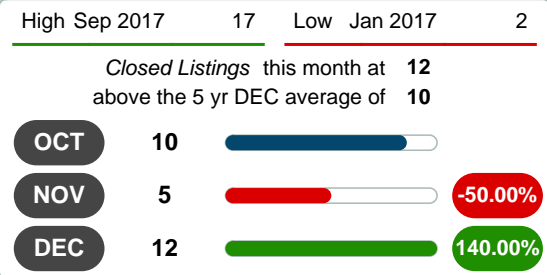 High Sep 2017 17 Low Jan 2017 2
Closed Listings this month at 12
above the 5 yr DEC average of 10
OCT 10
NOV 5 -50.00%
DEC 12 140.00%